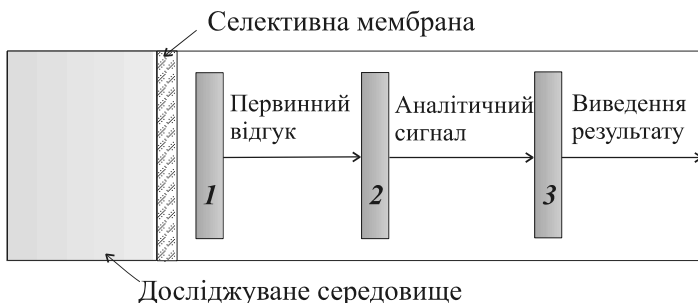 Селективна мембрана
Первинний
відгук
Аналітичний
сигнал
Виведення
результату
1
2
3
Досліджуване середовище